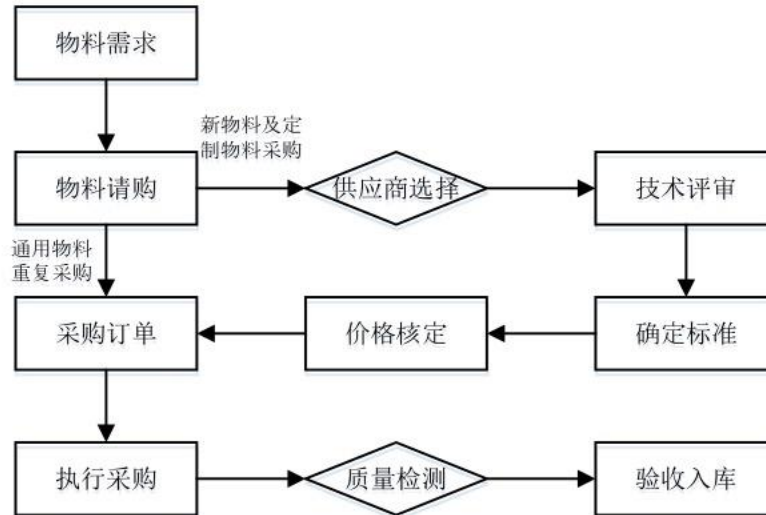 物料需求
新物料及定
制物料采购
物料请购
供应商选择
技术评审
通用物料
重复采购
采购订单
价格核定
确定标准
执行采购
质量检测
验收入库